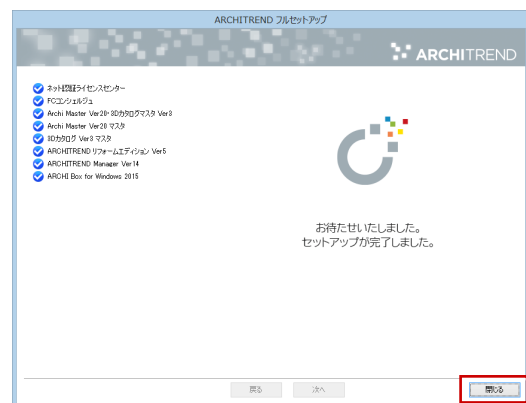 ARCHITREND フルセットアップ
ARCHITREND
ネット認証ライセンスセンター
FCコンシェルジュ
Archi Master Ver20・3Dカタログマスタ Ver3
Archi Master Ver20 マスタ
3Dカタログ Ver3 マスタ
ARCHITREND リフォームエディション Ver5
ARCHITREND Manager Ver14
ARCHI Box for Windows 2015
お待たせいたしました。
セットアップが完了しました。
戻る
次へ
閉じる